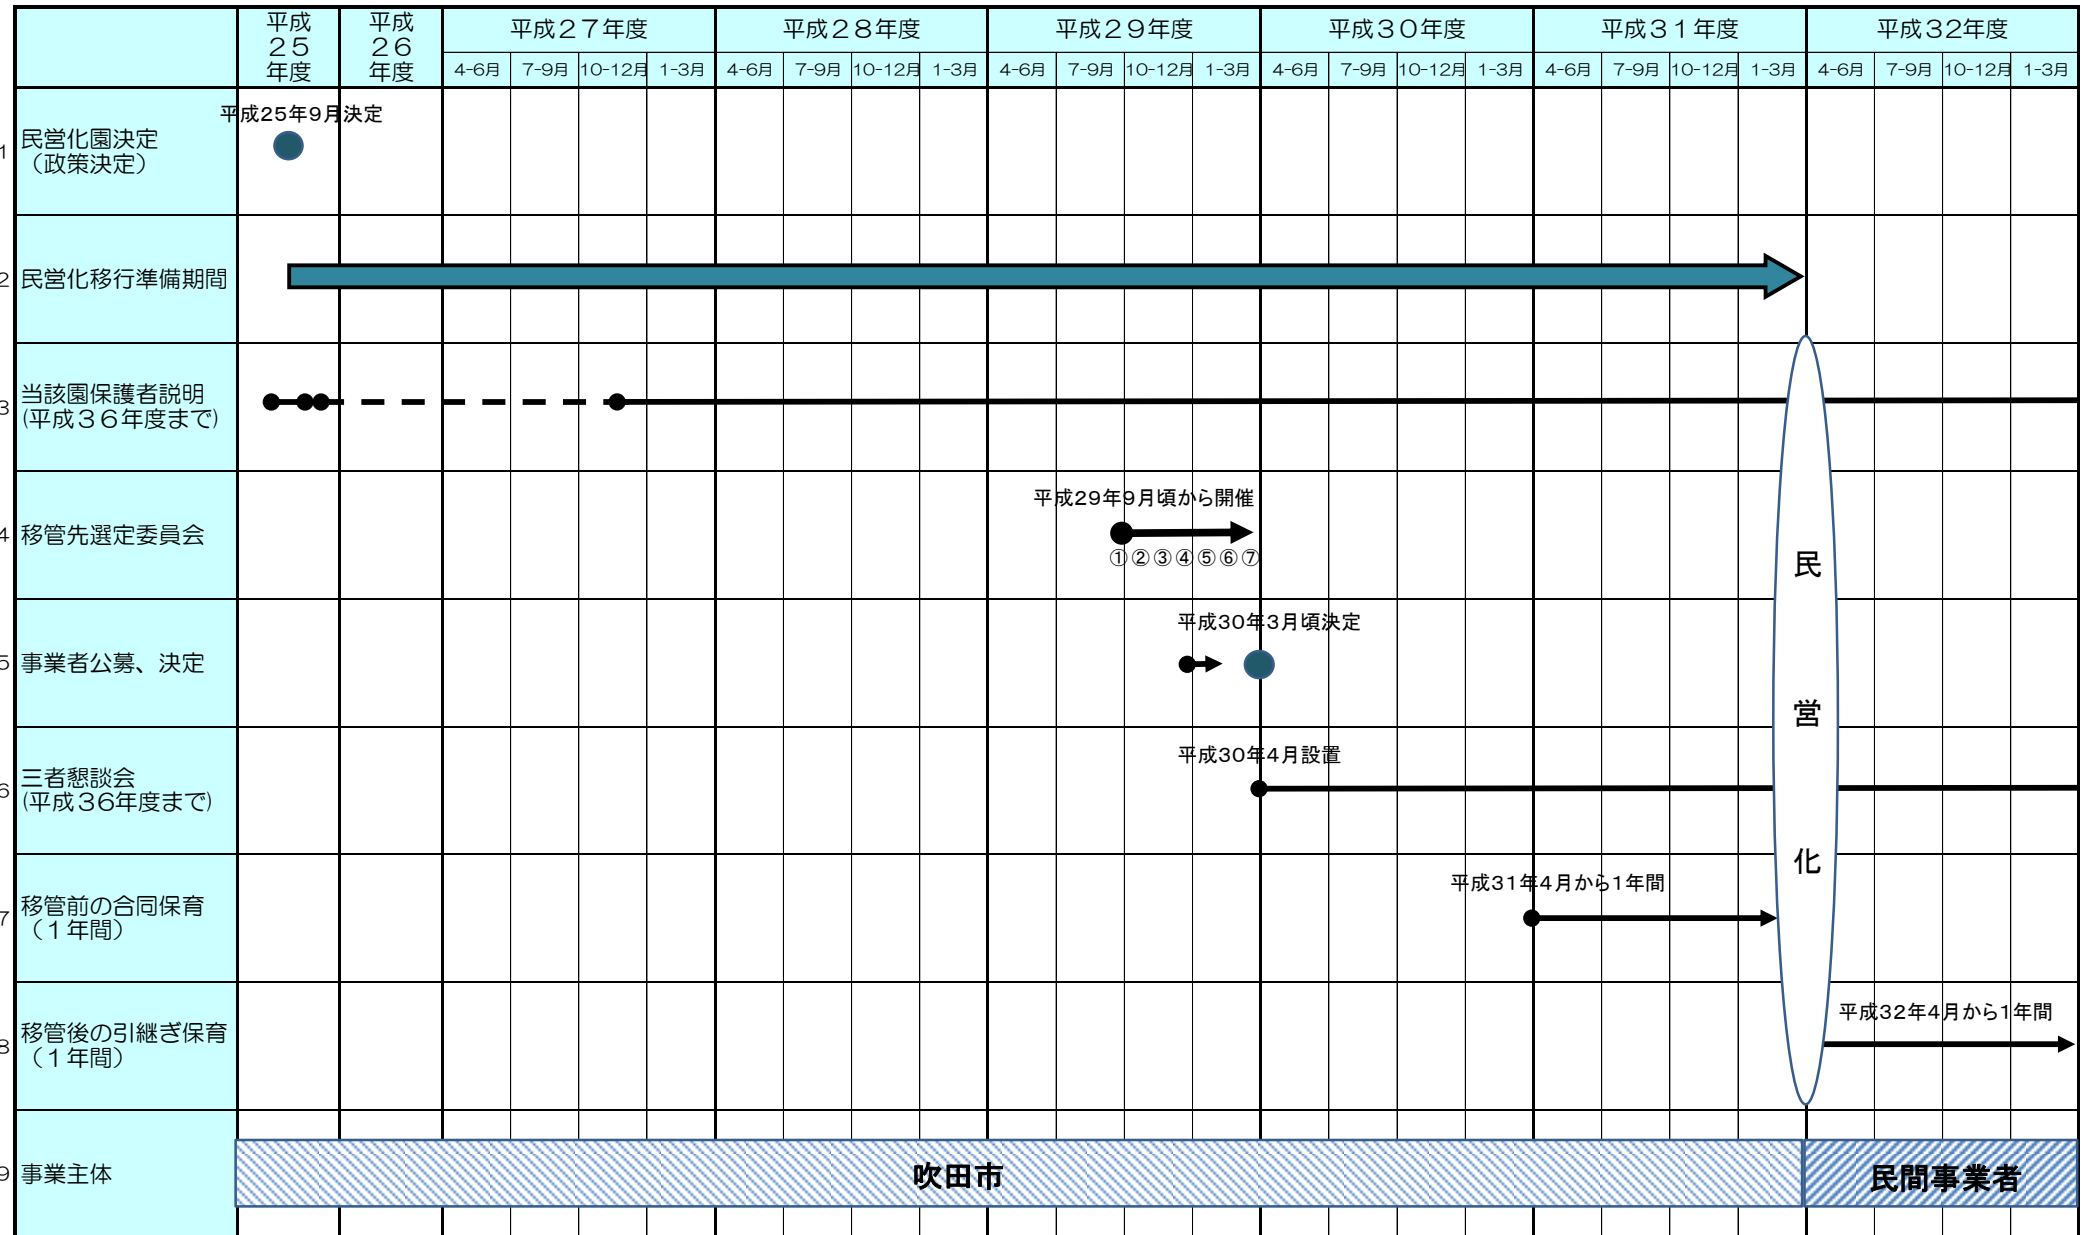 平成
２５
年度
平成
２６
年度
平成２７年度
平成２８年度
平成２９年度
平成３０年度
平成３１年度
平成３２年度
4-6月 7-9月 10-12月 1-3月 4-6月 7-9月 10-12月 1-3月 4-6月 7-9月 10-12月 1-3月 4-6月 7-9月 10-12月 1-3月 4-6月 7-9月 10-12月 1-3月 4-6月 7-9月 10-12月 1-3月
平成25年9月決定
1 民営化園決定
（政策決定）
2 民営化移行準備期間
3 当該園保護者説明
(平成３６年度まで)
平成29年9月頃から開催
4 移管先選定委員会
①②③④⑤⑥⑦
平成30年3月頃決定
5 事業者公募、決定
平成30年4月設置
6 三者懇談会
(平成３６年度まで)
平成31年4月から1年間
7 移管前の合同保育
（１年間）
平成32年4月から1年間
8 移管後の引継ぎ保育
（１年間）
民
営
化
9 事業主体
吹田市
民間事業者